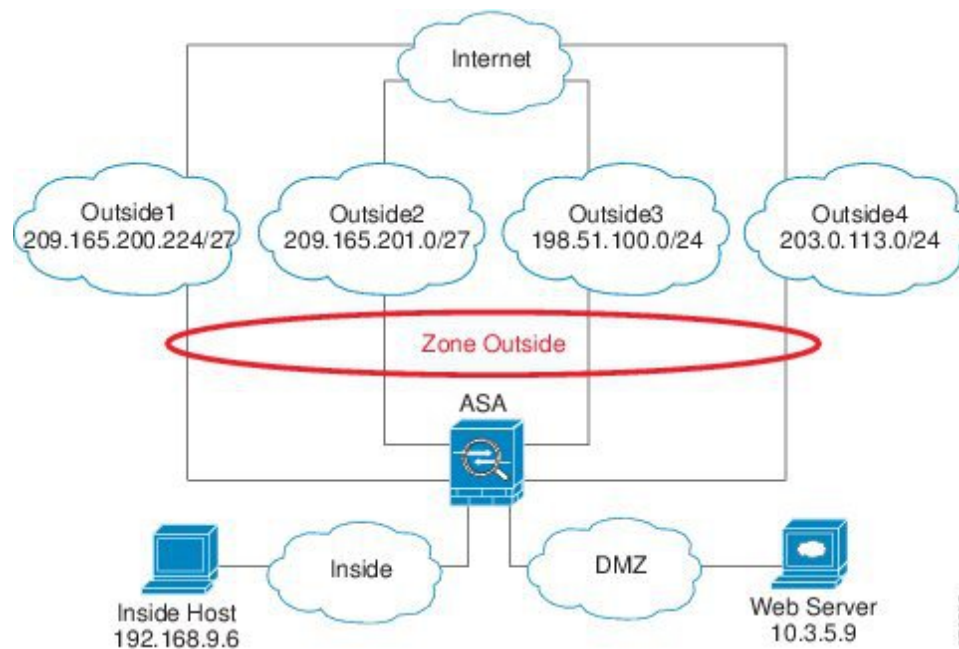 Internet
Outside1
209.165.200.224/27
Outside2
209.165.201.0/27
Outside3
198.51.100.0/24
Outside4
203.0.113.0/24
Zone Outside
ASA
Inside
DMZ
Inside Host
192.168.9.6
Web Server
10.3.5.9